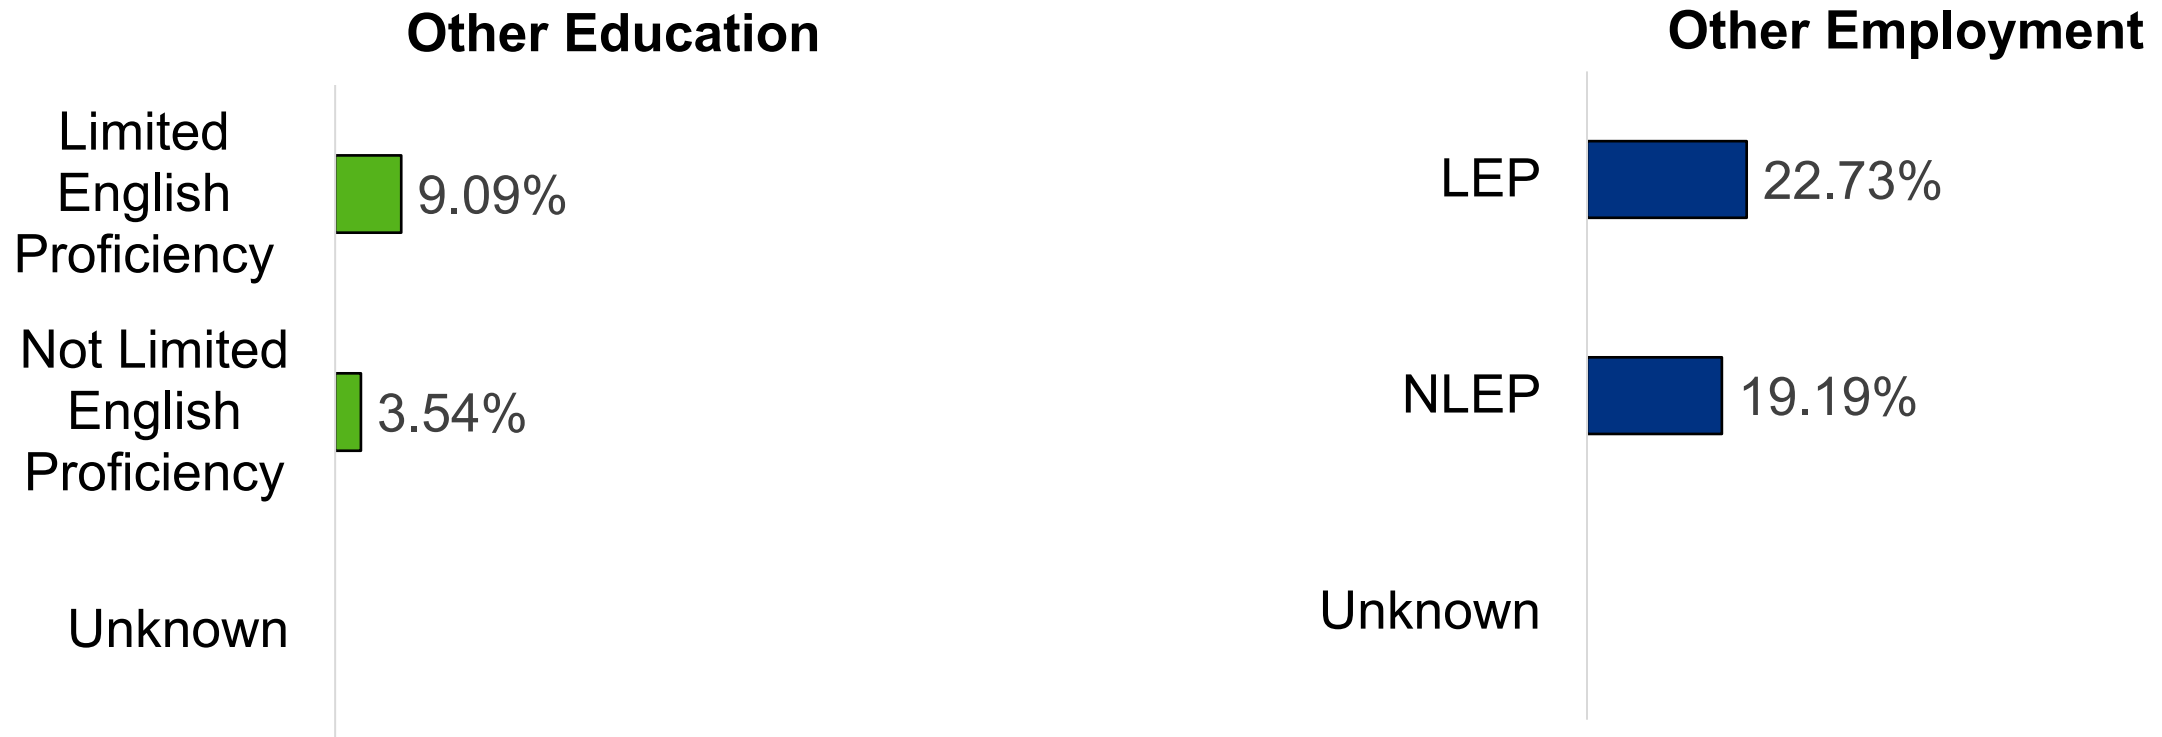 Other Education
Limited
English
Proficiency
9.09%
Not Limited
English
Proficiency
3.54%
Unknown
Other Employment
LEP
22.73%
NLEP
19.19%
Unknown